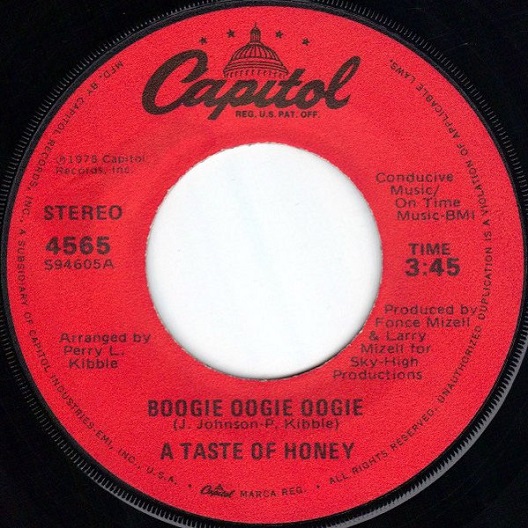 Capitol
REG. U.S. PAT. OFF.
MFD. BY CAPITOL RECORDS, INC., A SUBSIDIARY OF CAPITOL INDUSTRIES-EMI, INC., U.S.A. · Capitol MARCA REG. · ALL RIGHTS RESERVED. UNAUTHORIZED DUPLICATION IS A VIOLATION OF APPLICABLE LAWS.
Ⓟ1978 Capitol
Records, Inc.
STEREO
4565
S94605A
Arranged by
Perry L.
Kibble
Conducive
Music/
On Time
Music-BMI
TIME
3:45
Produced by
Fonce Mizell
& Larry
Mizell for
Sky-High
Productions
BOOGIE OOGIE OOGIE
(J. Johnson-P. Kibble)
A TASTE OF HONEY